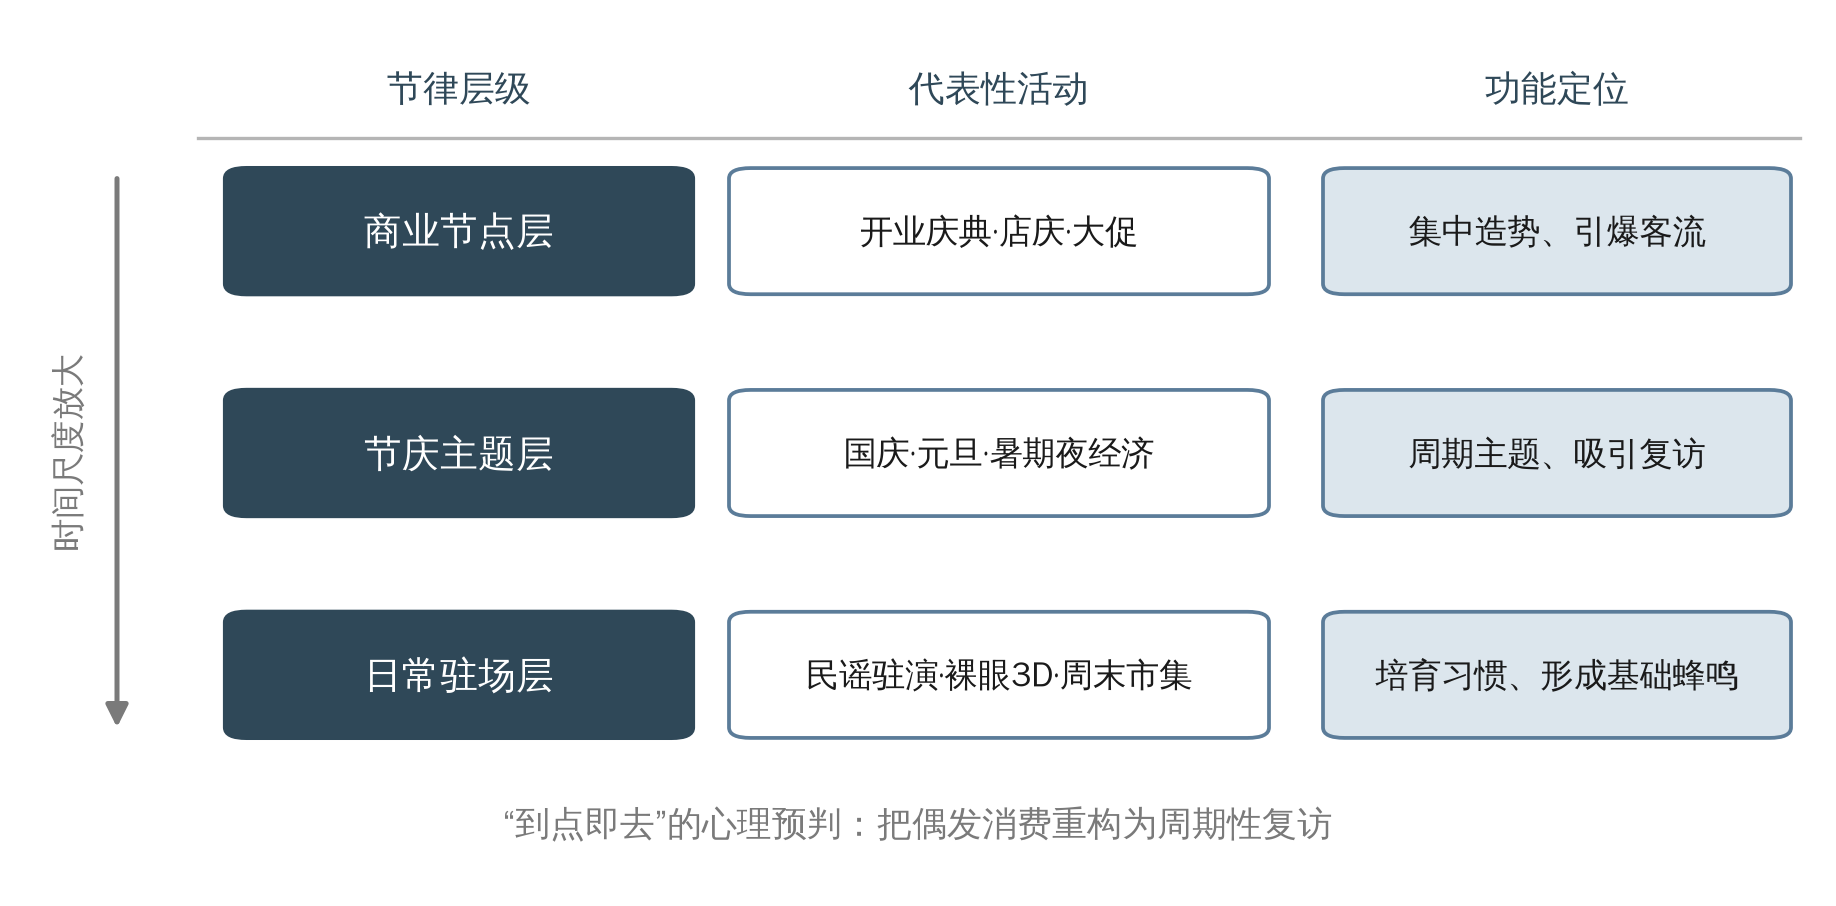 节律层级
代表性活动
功能定位
时间尺度放大
商业节点层
开业庆典·店庆·大促
集中造势、引爆客流
节庆主题层
国庆·元旦·暑期夜经济
周期主题、吸引复访
日常驻场层
民谣驻演·裸眼3D·周末市集
培育习惯、形成基础蜂鸣
“到点即去”的心理预判：把偶发消费重构为周期性复访